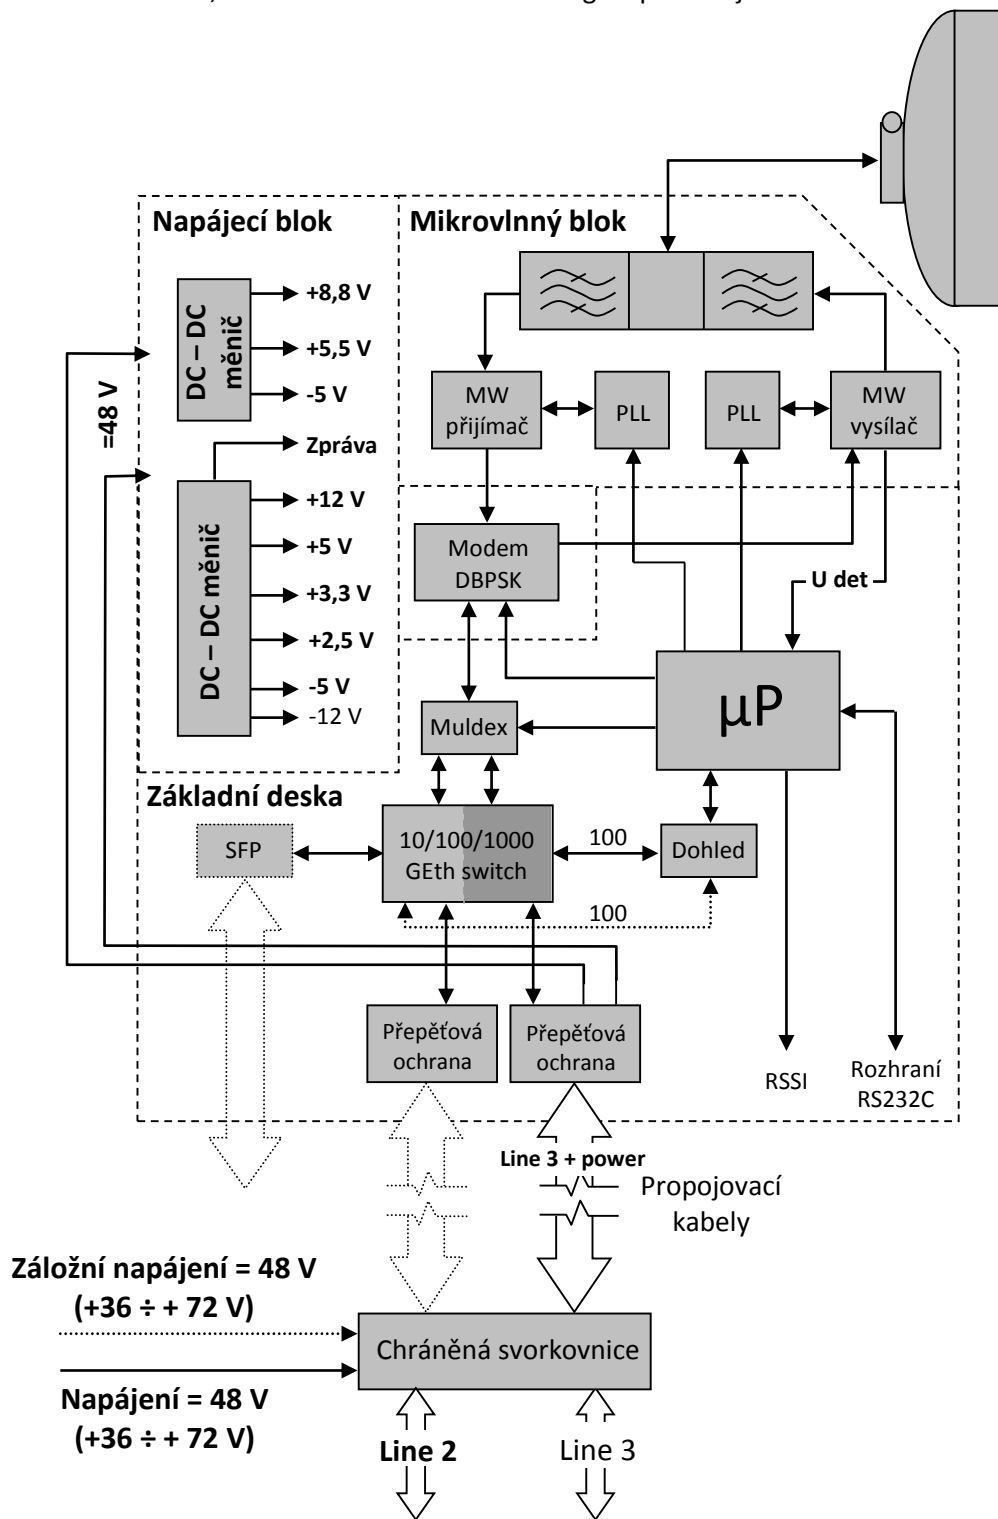 Napájecí blok
Mikrovlnný blok
DC – DC
měnič
+8,8 V
+5,5 V
-5 V
=48 V
Zpráva
DC – DC měnič
+12 V
+5 V
+3,3 V
+2,5 V
-5 V
-12 V
MW
přijímač
PLL
PLL
MW
vysílač
Modem
DBPSK
U det
µP
Muldex
Základní deska
SFP
10/100/1000
GEth switch
100
Dohled
100
Přepěťová
ochrana
Přepěťová
ochrana
RSSI
Rozhraní
RS232C
Line 3 + power
Propojovací
kabely
Záložní napájení = 48 V
(+36 ÷ + 72 V)
Chráněná svorkovnice
Napájení = 48 V
(+36 ÷ + 72 V)
Line 2
Line 3